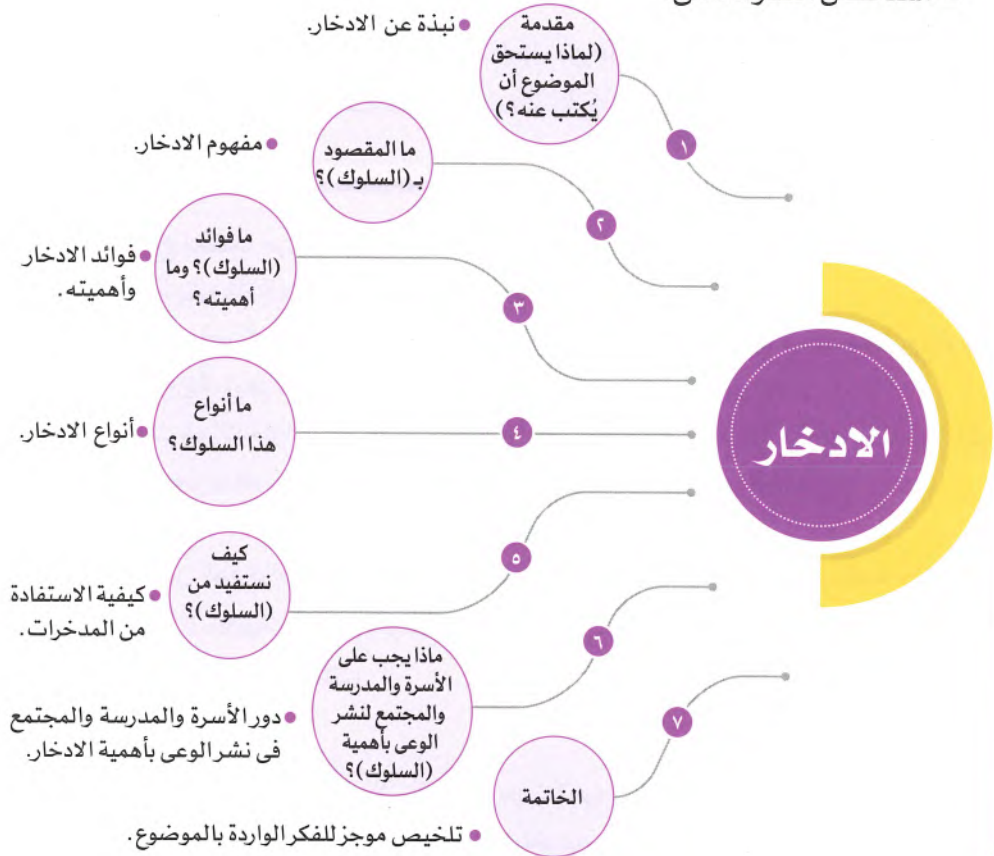 مقدمة
(لماذا يستحق
الموضوع أن
يُكتب عنه؟)
● نبذة عن الادخار.
١
ما المقصود
بـ (السلوك)؟
● مفهوم الادخار.
٢
ما فوائد
(السلوك)؟ وما
أهميته؟
● فوائد الادخار
وأهميته.
٣
الادخار
ما أنواع
هذا السلوك؟
● أنواع الادخار.
٤
كيف
نستفيد من
(السلوك)؟
● كيفية الاستفادة
من المدخرات.
٥
ماذا يجب على
الأسرة والمدرسة
والمجتمع لنشر
الوعى بأهمية
(السلوك)؟
● دور الأسرة والمدرسة والمجتمع
فى نشر الوعى بأهمية الادخار.
٦
الخاتمة
● تلخيص موجز للفكر الواردة بالموضوع.
٧